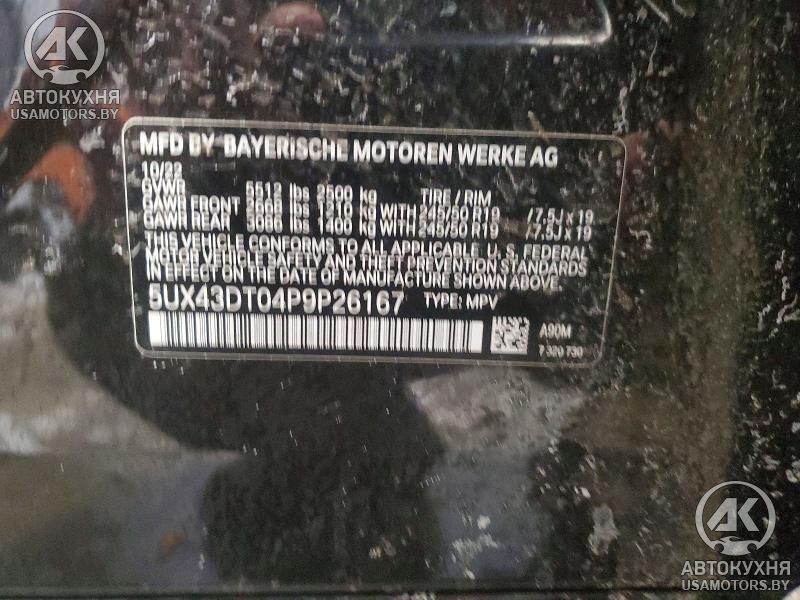 AK
АВТОКУХНЯ
USAMOTORS.BY
MFD BY BAYERISCHE MOTOREN WERKE AG
10/22
GVWR 5512 lbs 2500 kg TIRE / RIM
GAWR FRONT 2668 lbs 1210 kg WITH 245/50 R19 /7,5J x 19
GAWR REAR 3086 lbs 1400 kg WITH 245/50 R19 /7,5J x 19
THIS VEHICLE CONFORMS TO ALL APPLICABLE U. S. FEDERAL
MOTOR VEHICLE SAFETY AND THEFT PREVENTION STANDARDS
IN EFFECT ON THE DATE OF MANUFACTURE SHOWN ABOVE.
5UX43DT04P9P26167 TYPE: MPV
A90M
7 320 730
AK
АВТОКУХНЯ
USAMOTORS.BY